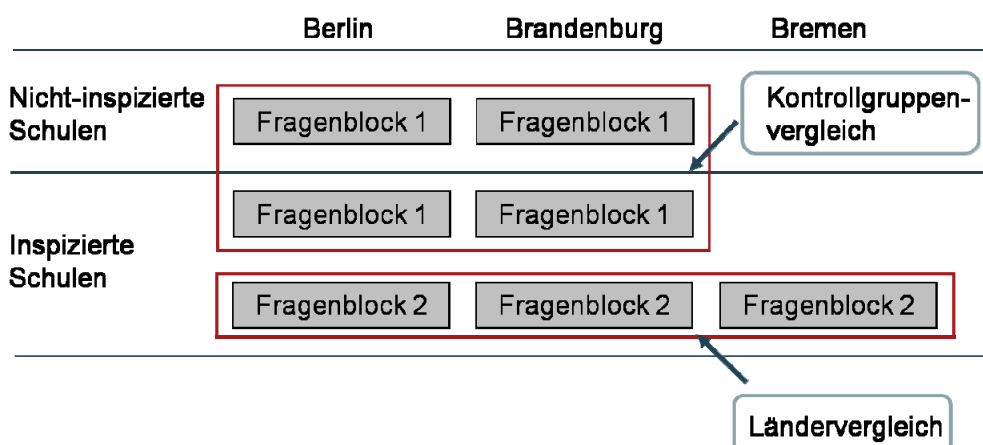 Berlin Brandenburg Bremen
Nicht-inspizierte
Schulen
Fragenblock 1 Fragenblock 1
Kontrollgruppen-
vergleich
Fragenblock 1 Fragenblock 1
Inspizierte
Schulen
Fragenblock 2 Fragenblock 2 Fragenblock 2
Ländervergleich